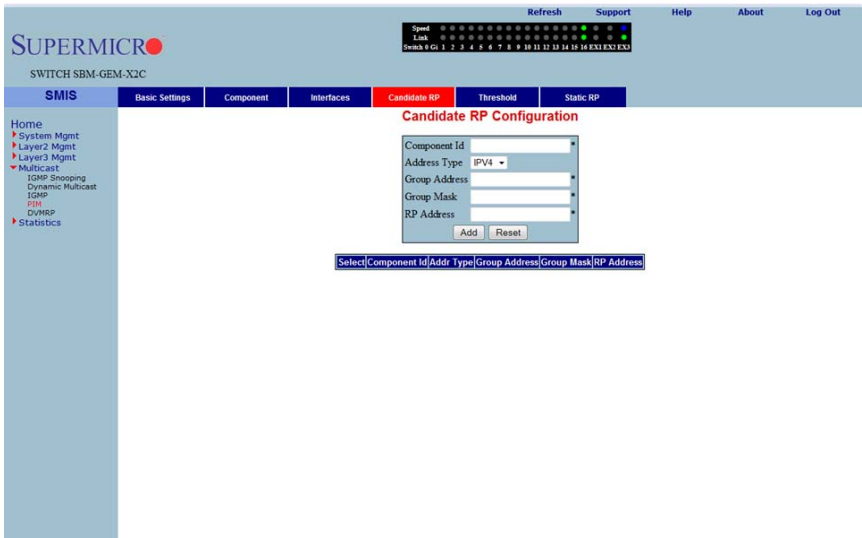 Refresh Support Help About Log Out
SUPERMICRO
Speed
Link
Switch 0 Gi 1 2 3 4 5 6 7 8 9 10 11 12 13 14 15 16 EX1 EX2 EX3
SWITCH SBM-GEM-X2C
SMIS
Basic Settings Component Interfaces Candidate RP Threshold Static RP
Home
System Mgmt
Layer2 Mgmt
Layer3 Mgmt
Multicast
IGMP Snooping
Dynamic Multicast
IGMP
PIM
DVMRP
Statistics
Candidate RP Configuration
Component Id *
Address Type IPV4
Group Address *
Group Mask *
RP Address *
Add Reset
Select Component Id Addr Type Group Address Group Mask RP Address